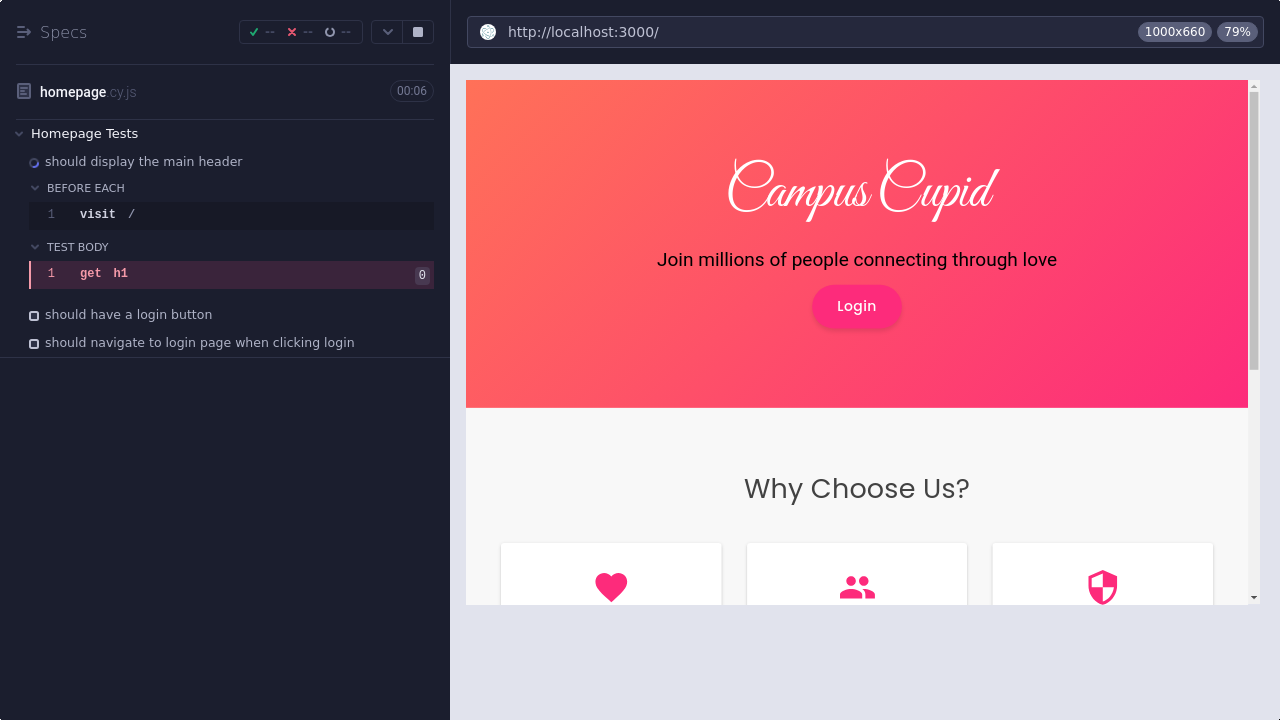 Specs
--
--
--
homepage.cy.js
00:06
Homepage Tests
should display the main header
BEFORE EACH
1 visit /
TEST BODY
1 get h1 0
should have a login button
should navigate to login page when clicking login
http://localhost:3000/
1000x660
79%
Campus Cupid
Join millions of people connecting through love
Login
Why Choose Us?